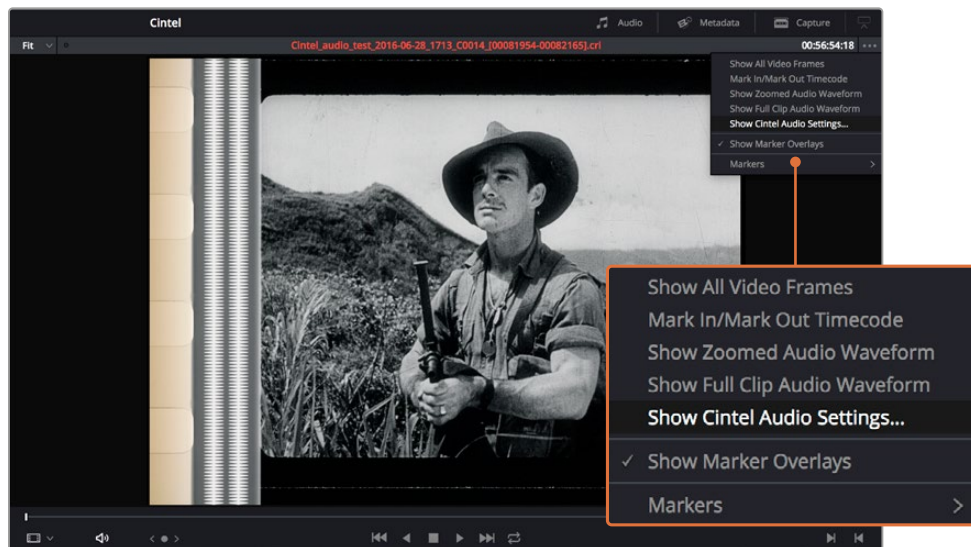 Cintel
Audio
Metadata
Capture
Fit
Cintel_audio_test_2016-06-28_1713_C0014_[00081954-00082165].cri
00:56:54:18
Show All Video Frames
Mark In/Mark Out Timecode
Show Zoomed Audio Waveform
Show Full Clip Audio Waveform
Show Cintel Audio Settings...
✓ Show Marker Overlays
Markers >
Show All Video Frames
Mark In/Mark Out Timecode
Show Zoomed Audio Waveform
Show Full Clip Audio Waveform
Show Cintel Audio Settings...
✓ Show Marker Overlays
Markers >